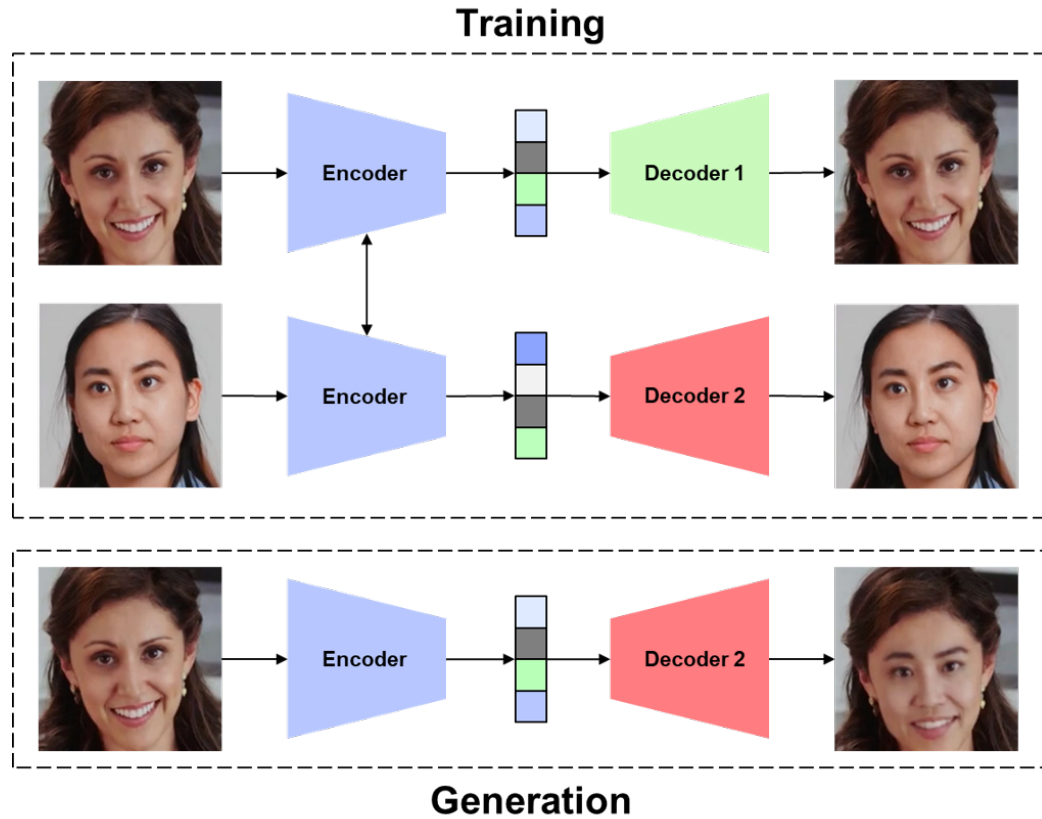 Training
Encoder
Decoder 1
Encoder
Decoder 2
Encoder
Decoder 2
Generation